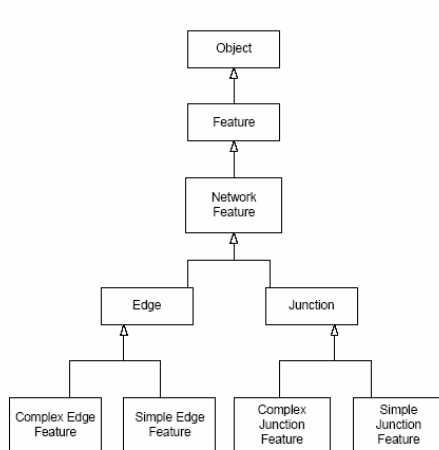 Object
Feature
Network
Feature
Edge
Junction
Complex Edge
Feature
Simple Edge
Feature
Complex
Junction
Feature
Simple
Junction
Feature